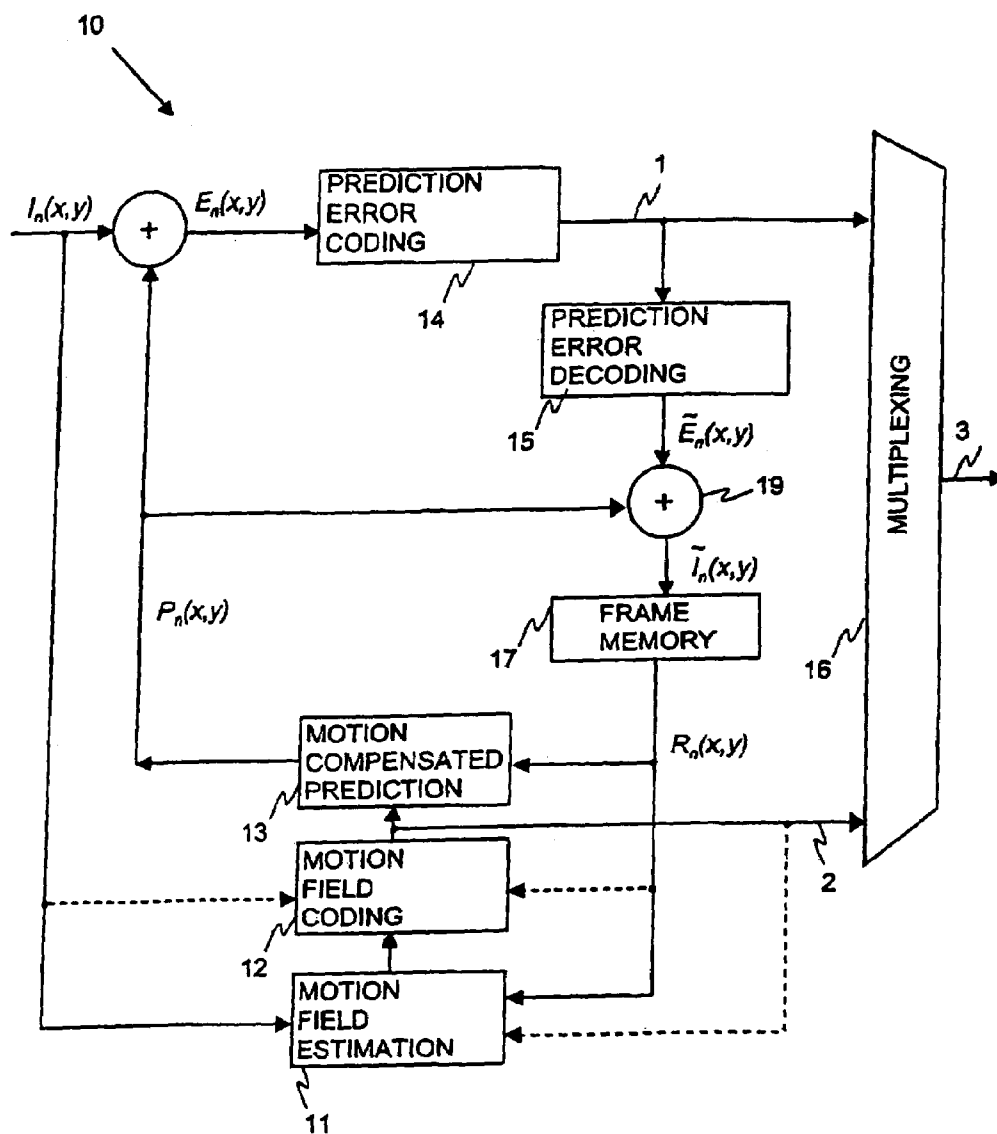 10
I_n(x,y)
+
E_n(x,y)
PREDICTION
ERROR
CODING
14
1
PREDICTION
ERROR
DECODING
15
Ẽ_n(x,y)
+
19
Ĩ_n(x,y)
FRAME
MEMORY
17
MULTIPLEXING
16
3
P_n(x,y)
R_n(x,y)
MOTION
COMPENSATED
PREDICTION
13
2
MOTION
FIELD
CODING
12
MOTION
FIELD
ESTIMATION
11